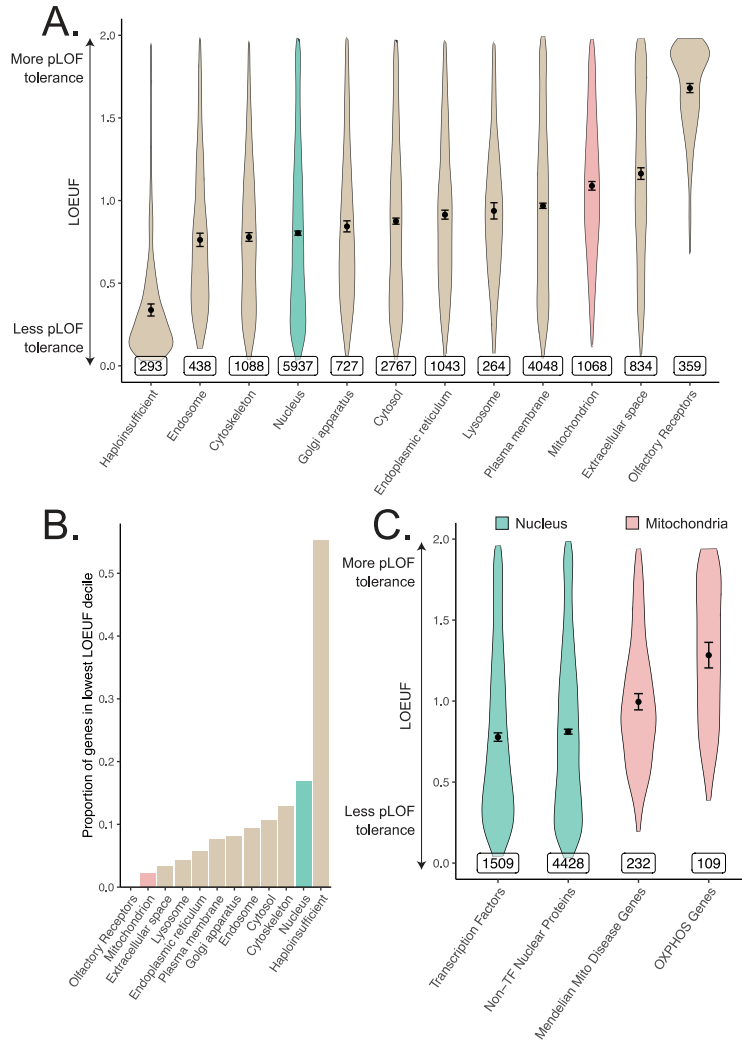 A.
More pLOF
tolerance
LOEUF
Less pLOF
tolerance
2.0
1.5
1.0
0.5
0.0
293
438
1088
5937
727
2767
1043
264
4048
1068
834
359
Haploinsufficient
Endosome
Cytoskeleton
Nucleus
Golgi apparatus
Cytosol
Endoplasmic reticulum
Lysosome
Plasma membrane
Mitochondrion
Extracellular space
Olfactory Receptors
B.
Proportion of genes in lowest LOEUF decile
0.5
0.4
0.3
0.2
0.1
0.0
Olfactory Receptors
Mitochondrion
Extracellular space
Lysosome
Endoplasmic reticulum
Plasma membrane
Golgi apparatus
Endosome
Cytosol
Cytoskeleton
Nucleus
Haploinsufficient
C.
Nucleus
Mitochondria
More pLOF
tolerance
LOEUF
Less pLOF
tolerance
2.0
1.5
1.0
0.5
0.0
1509
4428
232
109
Transcription Factors
Non-TF Nuclear Proteins
Mendelian Mito Disease Genes
OXPHOS Genes